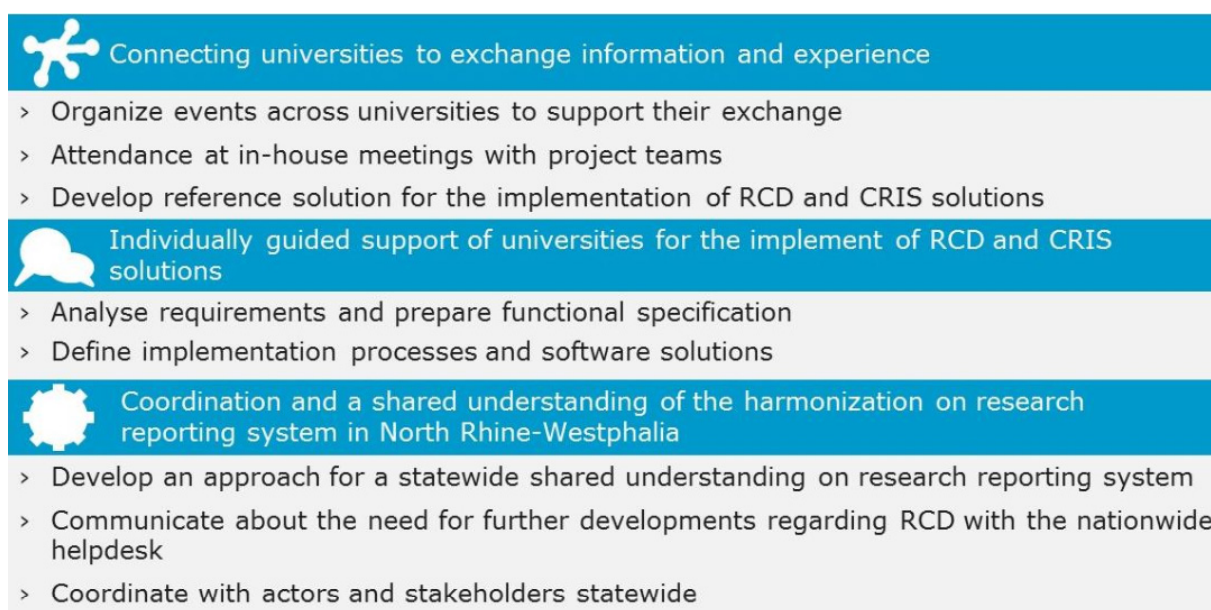 Connecting universities to exchange information and experience
› Organize events across universities to support their exchange
› Attendance at in-house meetings with project teams
› Develop reference solution for the implementation of RCD and CRIS solutions
Individually guided support of universities for the implement of RCD and CRIS
solutions
› Analyse requirements and prepare functional specification
› Define implementation processes and software solutions
Coordination and a shared understanding of the harmonization on research
reporting system in North Rhine-Westphalia
› Develop an approach for a statewide shared understanding on research reporting system
› Communicate about the need for further developments regarding RCD with the nationwide
helpdesk
› Coordinate with actors and stakeholders statewide